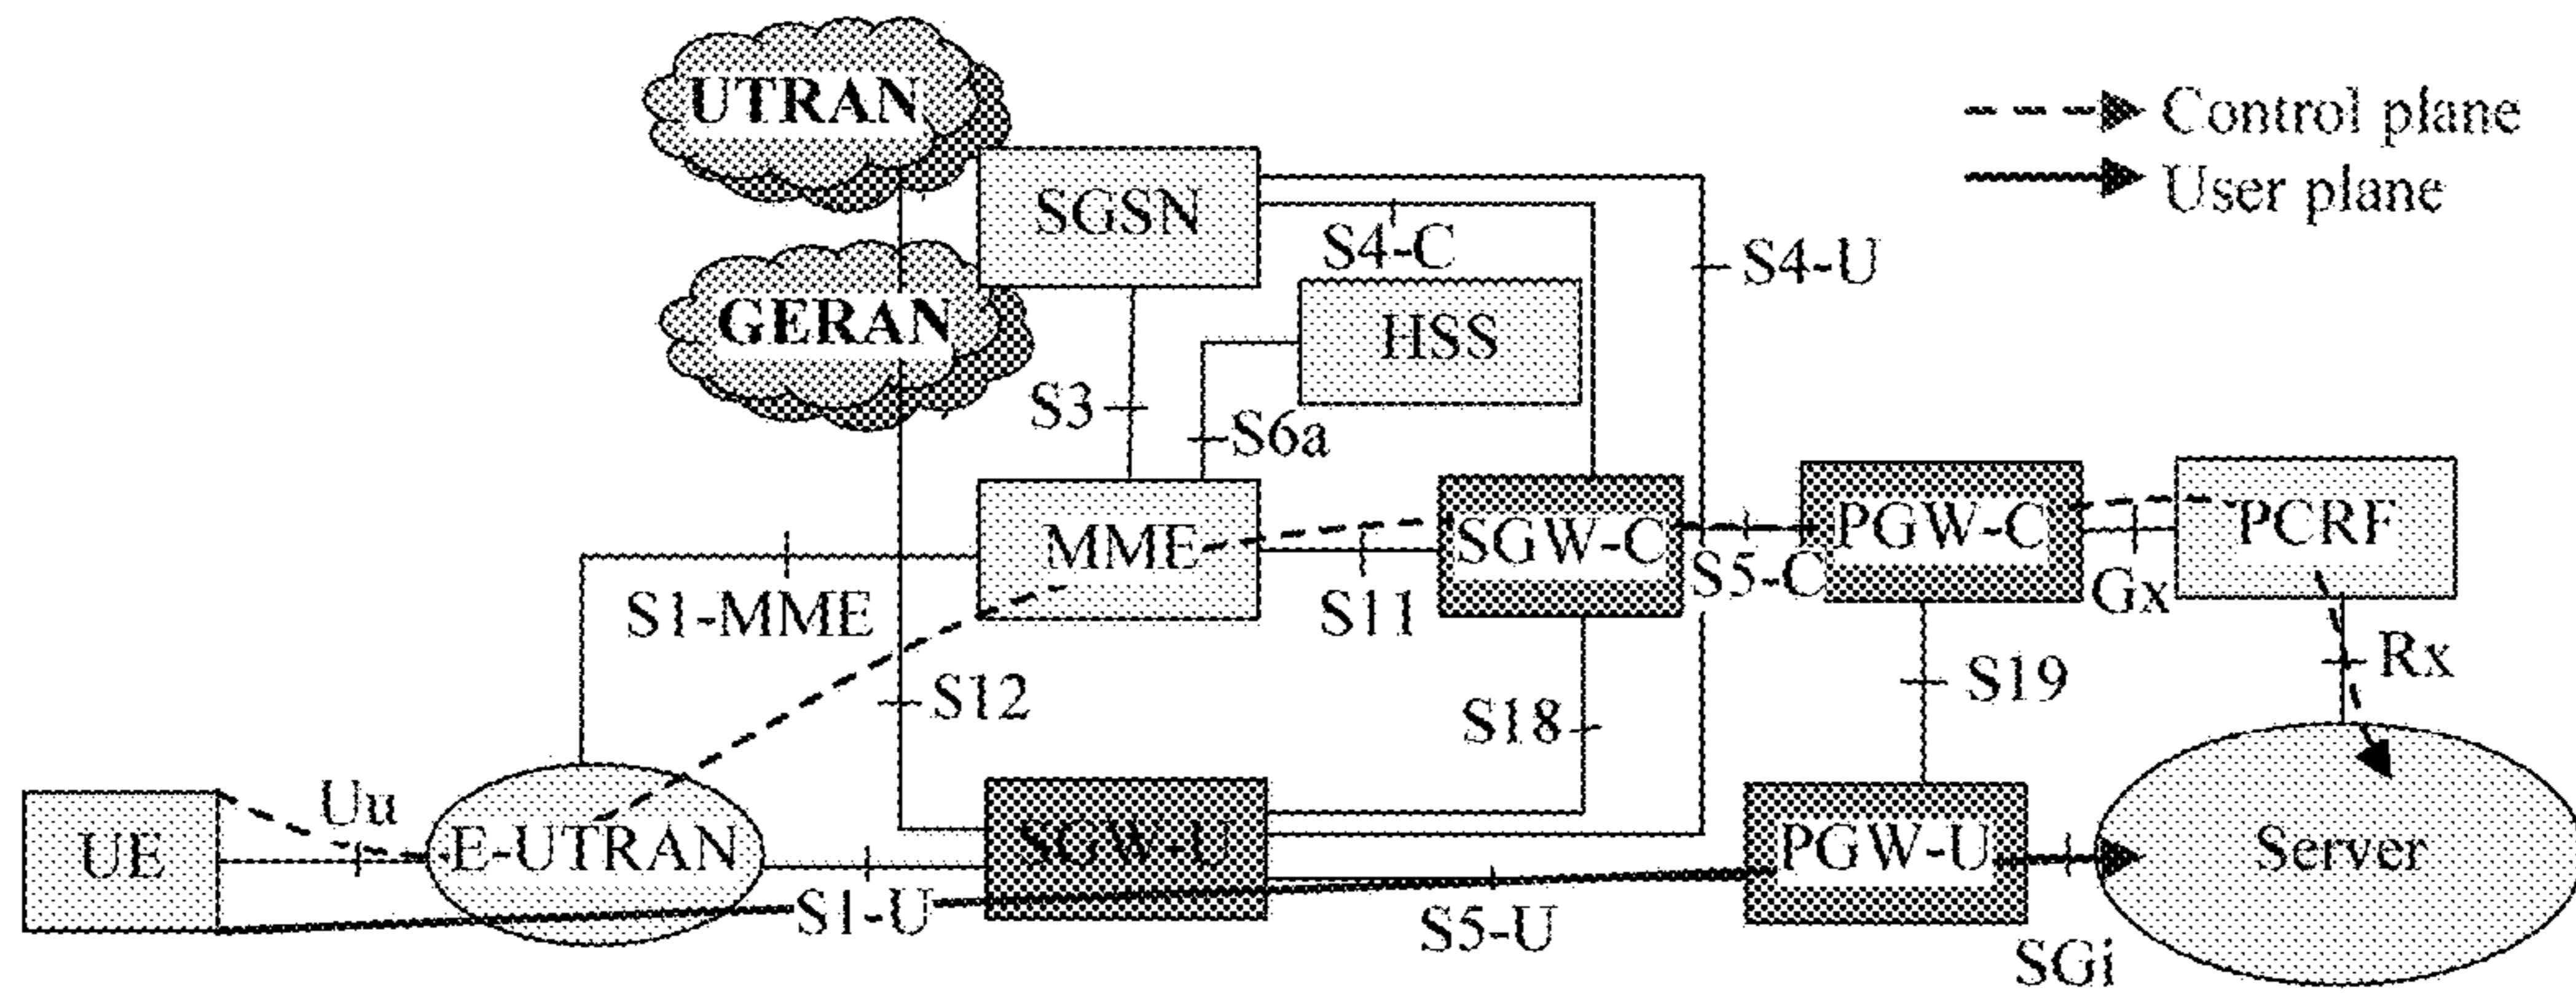 UTRAN
Control plane
User plane
SGSN
S4-C
S4-U
GERAN
HSS
S3
S6a
MME
SGW-C
PGW-C
PCRF
S5-C
S1-MME
S11
Gx
S12
S18
S19
Rx
Uu
UE
E-UTRAN
SGW-U
PGW-U
Server
S1-U
S5-U
SGi